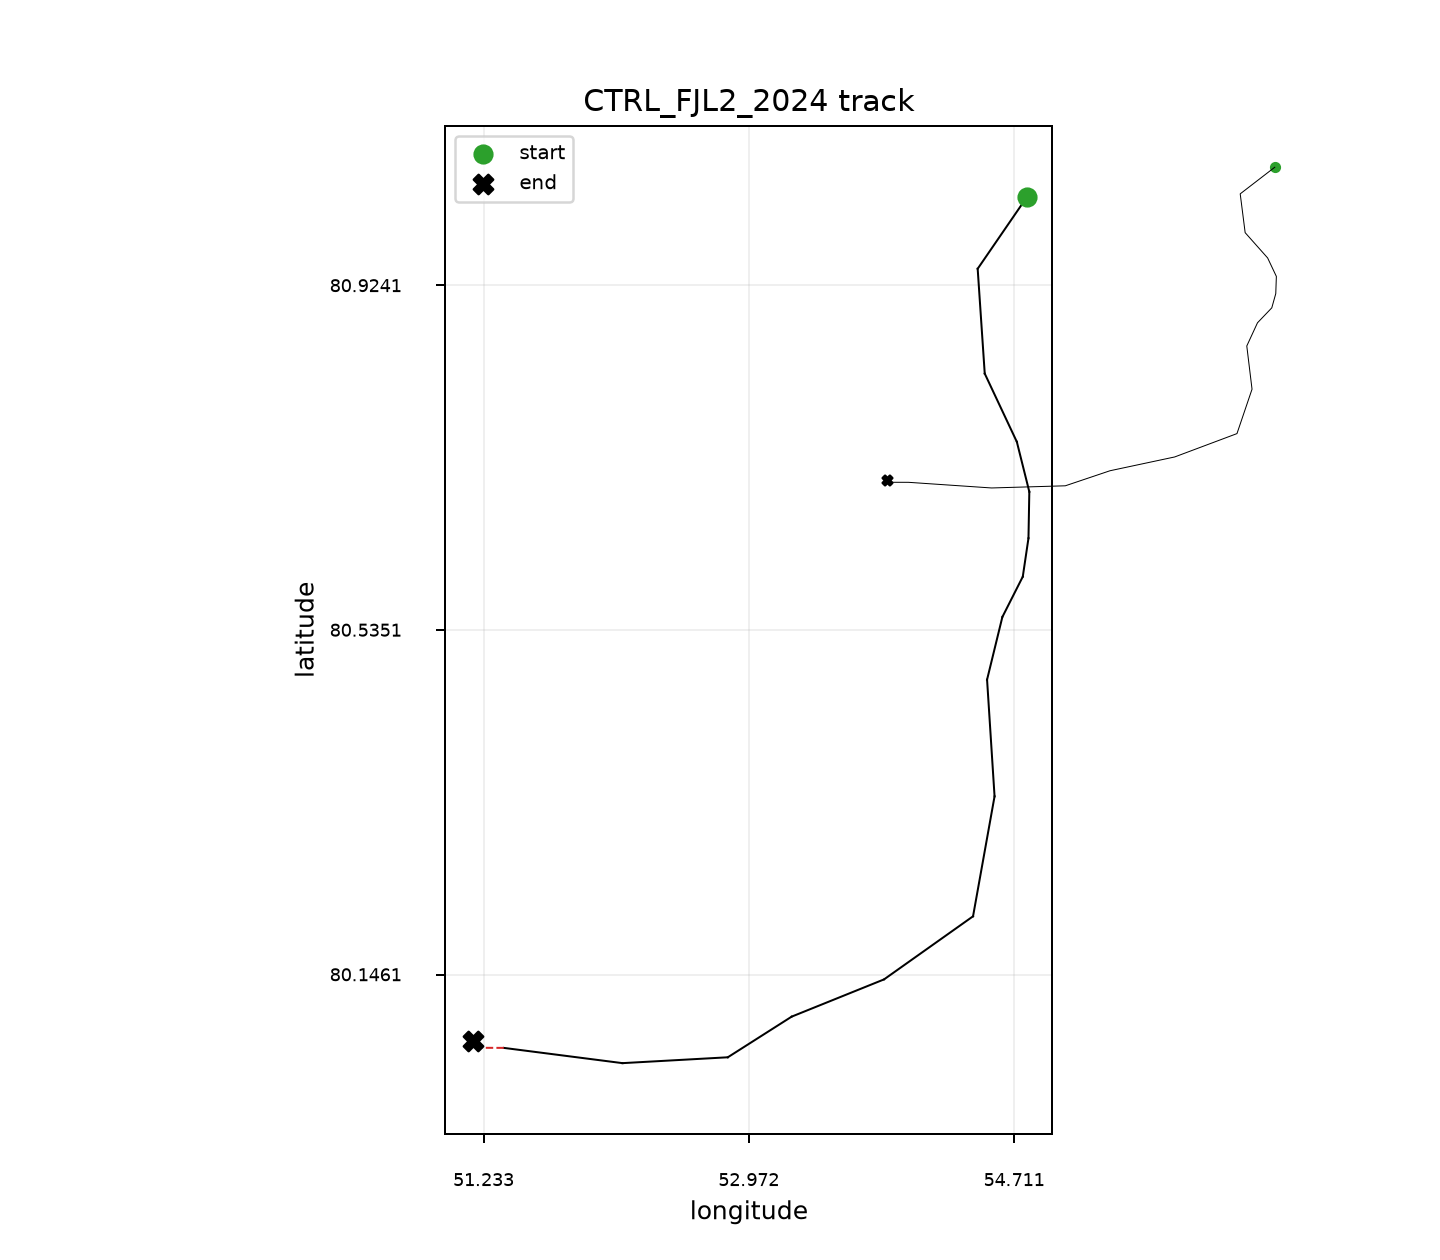 CTRL_FJL2_2024 track
start
end
80.9241
80.5351
80.1461
latitude
51.233 52.972 54.711
longitude